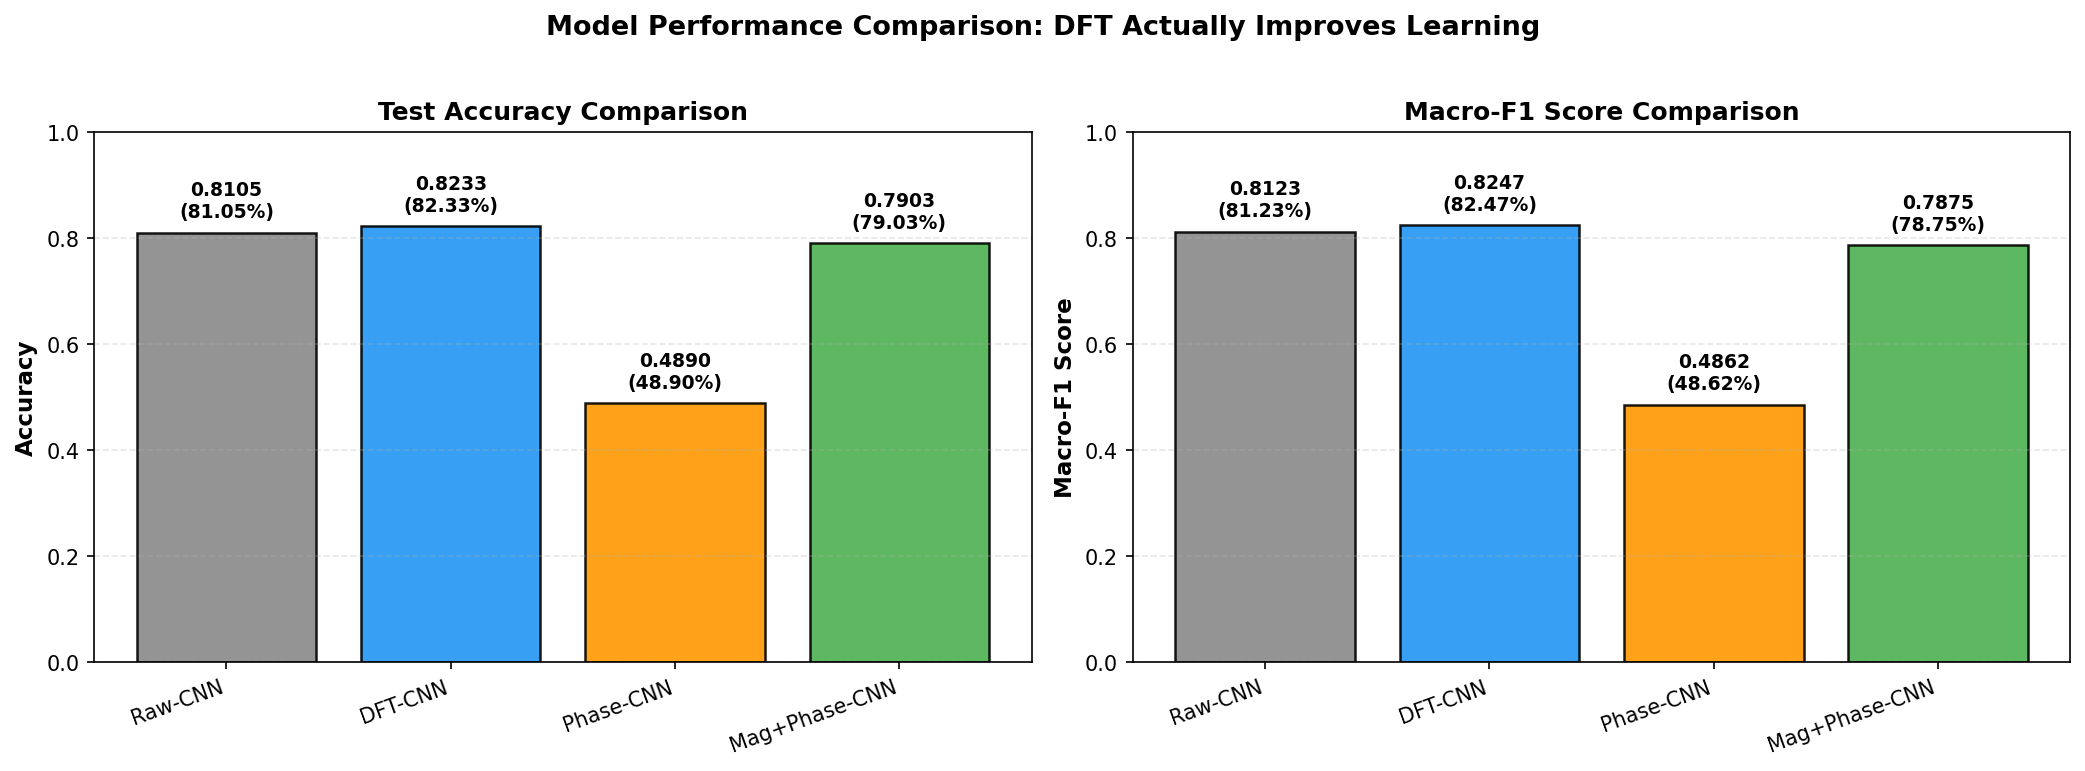 Model Performance Comparison: DFT Actually Improves Learning
Test Accuracy Comparison
Accuracy
1.0
0.8
0.6
0.4
0.2
0.0
0.8105
(81.05%)
0.8233
(82.33%)
0.4890
(48.90%)
0.7903
(79.03%)
Raw-CNN
DFT-CNN
Phase-CNN
Mag+Phase-CNN
Macro-F1 Score Comparison
Macro-F1 Score
1.0
0.8
0.6
0.4
0.2
0.0
0.8123
(81.23%)
0.8247
(82.47%)
0.4862
(48.62%)
0.7875
(78.75%)
Raw-CNN
DFT-CNN
Phase-CNN
Mag+Phase-CNN